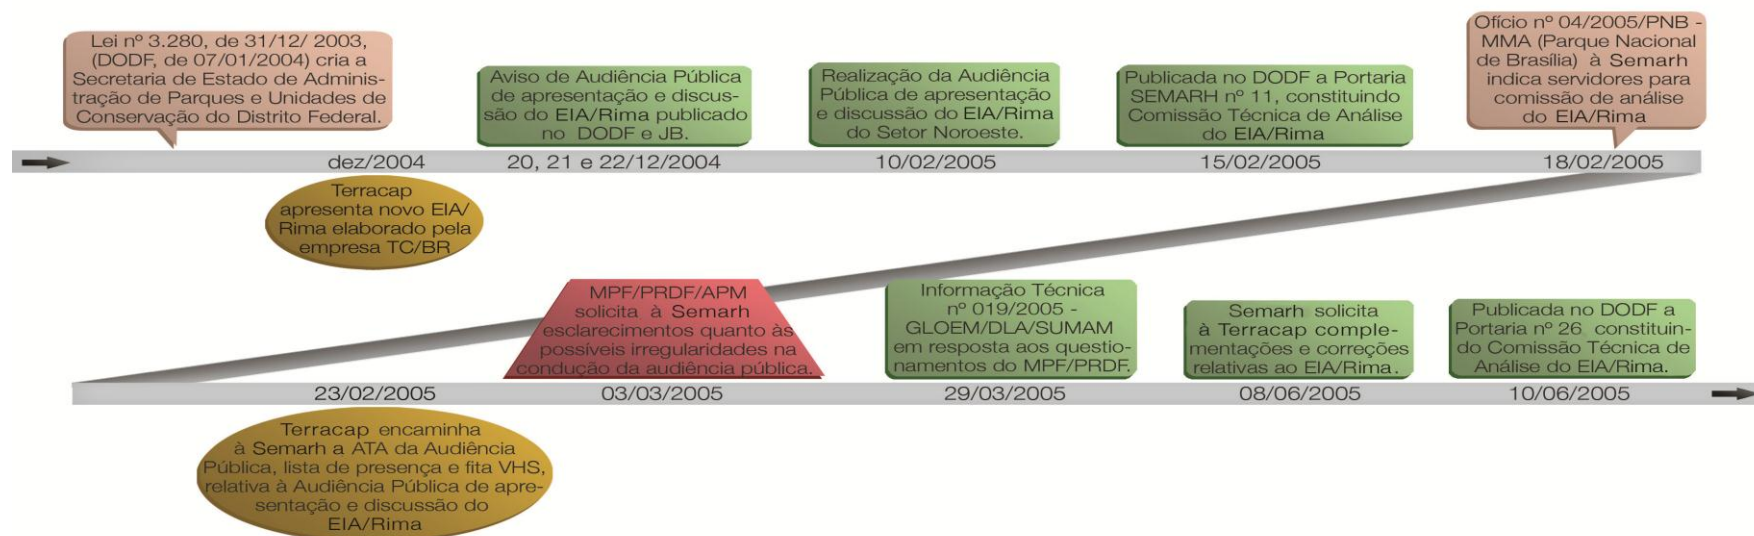 Lei nº 3.280, de 31/12/ 2003,
(DODF, de 07/01/2004) cria a
Secretaria de Estado de Adminis-
tração de Parques e Unidades de
Conservação do Distrito Federal.
dez/2004
Terracap
apresenta novo EIA/
Rima elaborado pela
empresa TC/BR
Aviso de Audiência Pública
de apresentação e discus-
são do EIA/Rima publicado
no DODF e JB.
20, 21 e 22/12/2004
Realização da Audiência
Pública de apresentação
e discussão do EIA/Rima
do Setor Noroeste.
10/02/2005
Publicada no DODF a Portaria
SEMARH nº 11, constituindo
Comissão Técnica de Análise
do EIA/Rima
15/02/2005
Ofício nº 04/2005/PNB -
MMA (Parque Nacional
de Brasília) à Semarh
indica servidores para
comissão de análise
do EIA/Rima
18/02/2005
23/02/2005
Terracap encaminha
à Semarh a ATA da Audiência
Pública, lista de presença e fita VHS,
relativa à Audiência Pública de apre-
sentação e discussão do
EIA/Rima
MPF/PRDF/APM
solicita à Semarh
esclarecimentos quanto às
possíveis irregularidades na
condução da audiência pública.
03/03/2005
Informação Técnica
nº 019/2005 -
GLOEM/DLA/SUMAM
em resposta aos questio-
namentos do MPF/PRDF.
29/03/2005
Semarh solicita
à Terracap comple-
mentações e correções
relativas ao EIA/Rima.
08/06/2005
Publicada no DODF a
Portaria nº 26, constituin-
do Comissão Técnica de
Análise do EIA/Rima.
10/06/2005